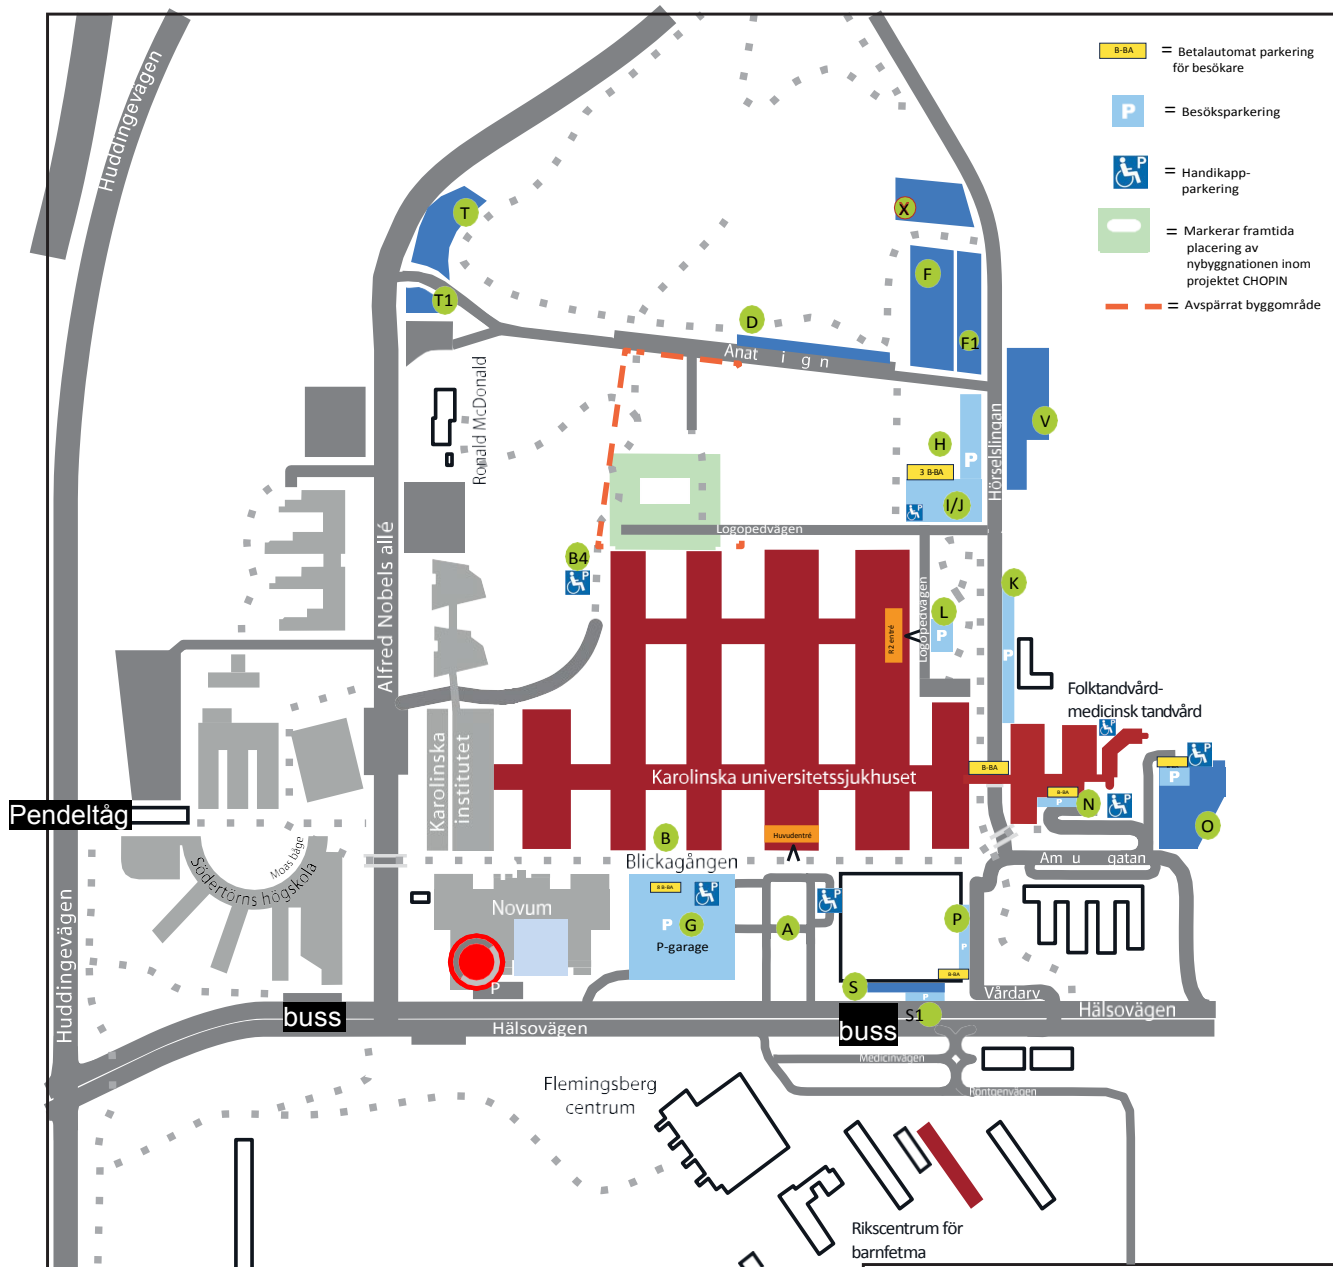 Huddingevägen
B-BA
= Betalautomat parkering
för besökare
P
= Besöksparkering
P
= Handikapp-
parkering
= Markerar framtida
placering av
nybyggnationen inom
projektet CHOPIN
= Avspärrat byggområde
T
X
T1
F
D
F1
Anat i gn
Ronald McDonald
Hörselslingan
V
H
P
3 B-BA
I/J
P
Logopedvägen
Alfred Nobels allé
B4
P
K
L
P
R2 entré
Logopedvägen
P
Folktandvård-
medicinsk tandvård
P
Karolinska
institutet
Karolinska universitetssjukhuset
B-BA
P
P
B-BA
P
N
P
O
Pendeltåg
Huvudentré
B
Blickagången
Am u gatan
Moas båge
Södertörns högskola
8 B-BA
P
Novum
P
G
P-garage
A
P
P
P
B-BA
P
S
P
S1
Vårdarv
Huddingevägen
buss
Hälsovägen
buss
Hälsovägen
Medicinvägen
Röntgenvägen
Flemingsberg
centrum
Rikscentrum för
barnfetma